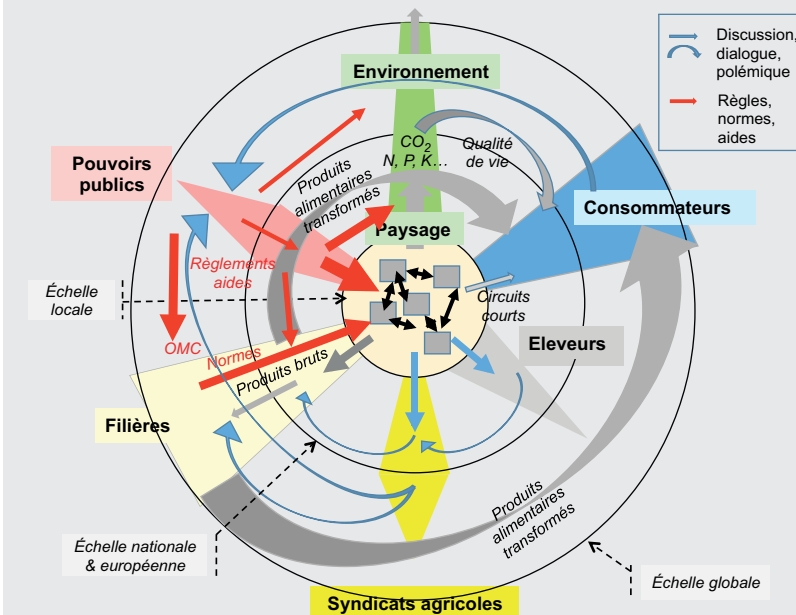 Discussion,
dialogue,
polémique
Règles,
normes,
aides
Environnement
CO2
N, P, K…
Qualité
de vie
Pouvoirs
publics
Produits
alimentaires
transformés
Consommateurs
Paysage
Règlements
aides
Échelle
locale
Circuits
courts
OMC
Normes
Produits bruts
Eleveurs
Filières
Produits
alimentaires
transformés
Échelle nationale
& européenne
Échelle globale
Syndicats agricoles